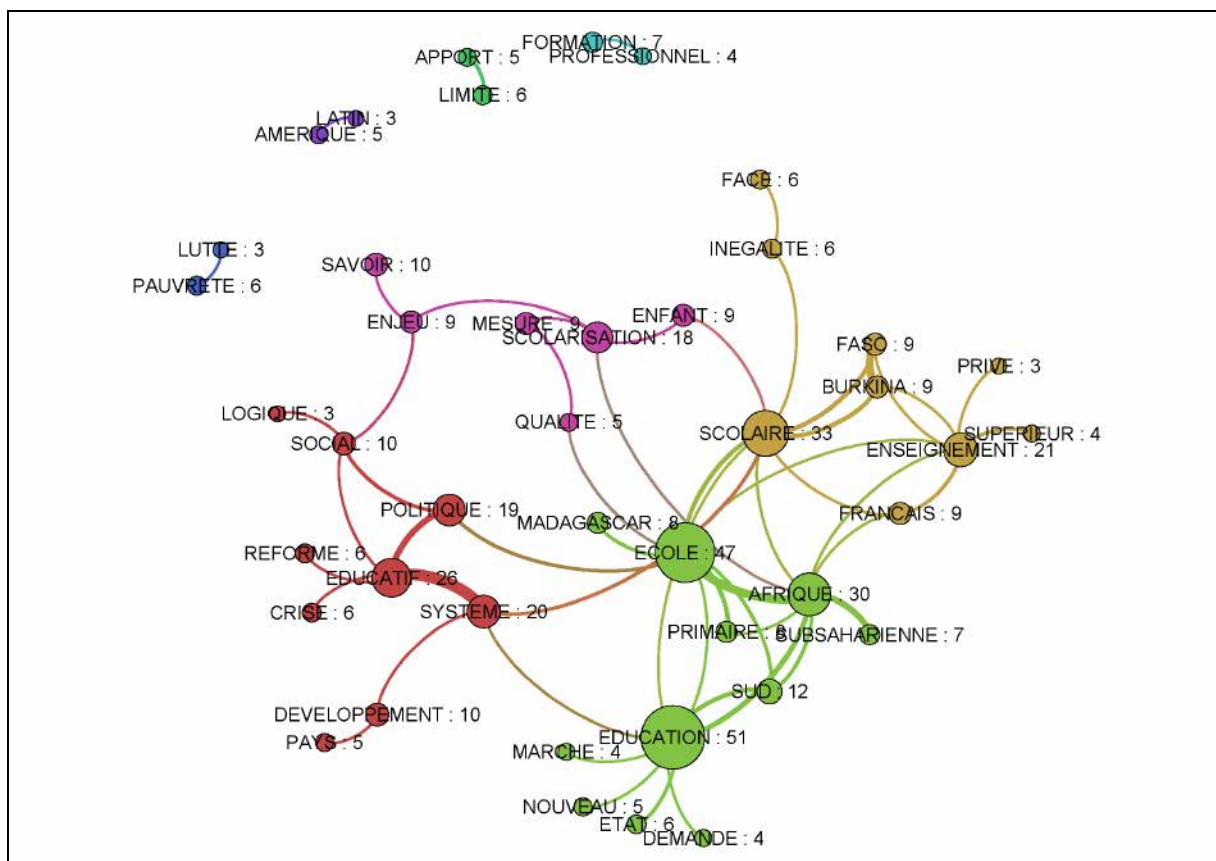 FORMATION : 7
PROFESSIONNEL : 4
APPORT : 5
LIMITE : 6
LATIN : 3
AMERIQUE : 5
FACE : 6
INEGALITE : 6
LUTTE : 3
PAUVRETE : 6
SAVOIR : 10
ENJEU : 9
MESURE : 9
SCOLARISATION : 18
ENFANT : 9
FASO : 9
BURKINA : 9
PRIVE : 3
LOGIQUE : 3
SOCIAL : 10
QUALITE : 5
SCOLAIRE : 33
SUPERIEUR : 4
ENSEIGNEMENT : 21
POLITIQUE : 19
MADAGASCAR : 8
FRANCAIS : 9
REFORME : 6
EDUCATIF : 26
ECOLE : 47
CRISE : 6
SYSTEME : 20
AFRIQUE : 30
PRIMAIRE :
SUBSAHARIENNE : 7
SUD : 12
DEVELOPPEMENT : 10
PAYS : 5
EDUCATION : 51
MARCHE : 4
NOUVEAU : 5
ETAT : 6
DEMANDE : 4